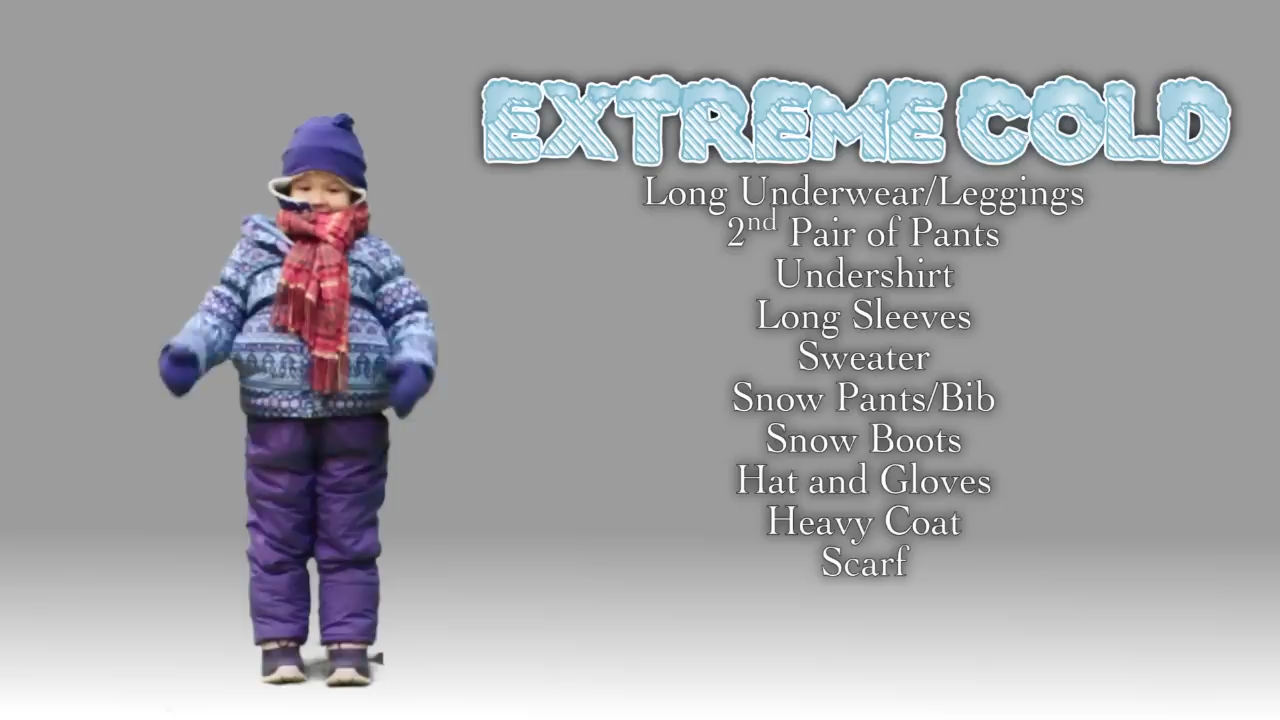 EXTREME COLD
Long Underwear/Leggings
2nd Pair of Pants
Undershirt
Long Sleeves
Sweater
Snow Pants/Bib
Snow Boots
Hat and Gloves
Heavy Coat
Scarf